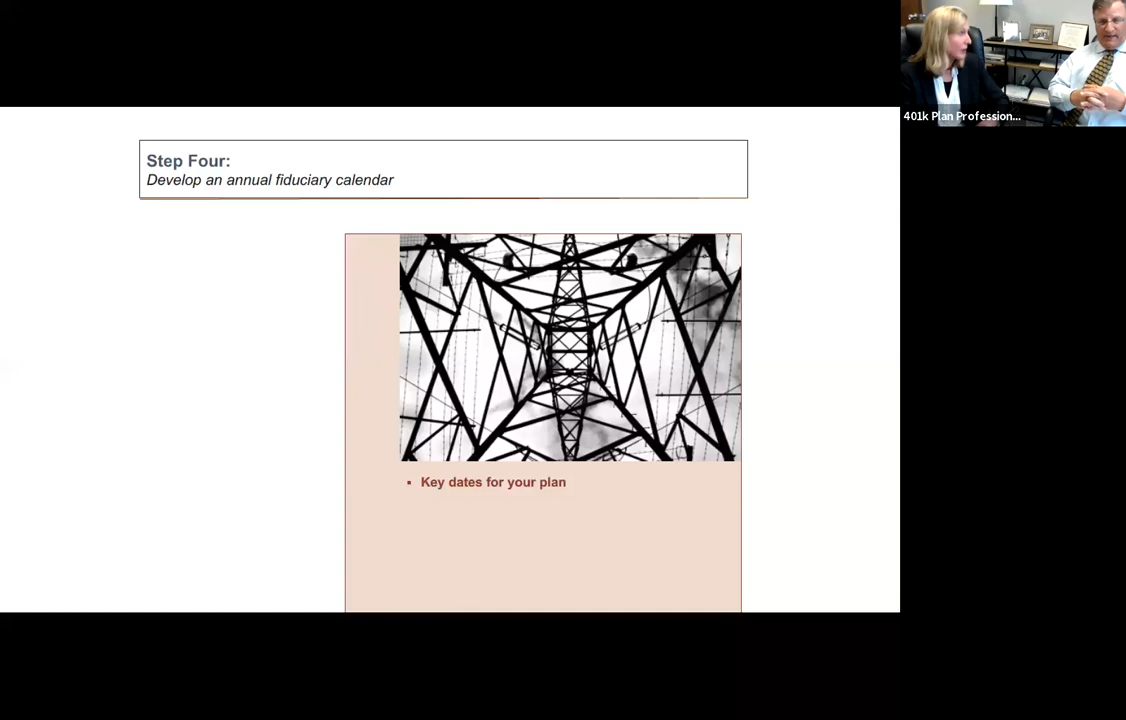 401k Plan Profession...
Step Four:
Develop an annual fiduciary calendar
▪ Key dates for your plan